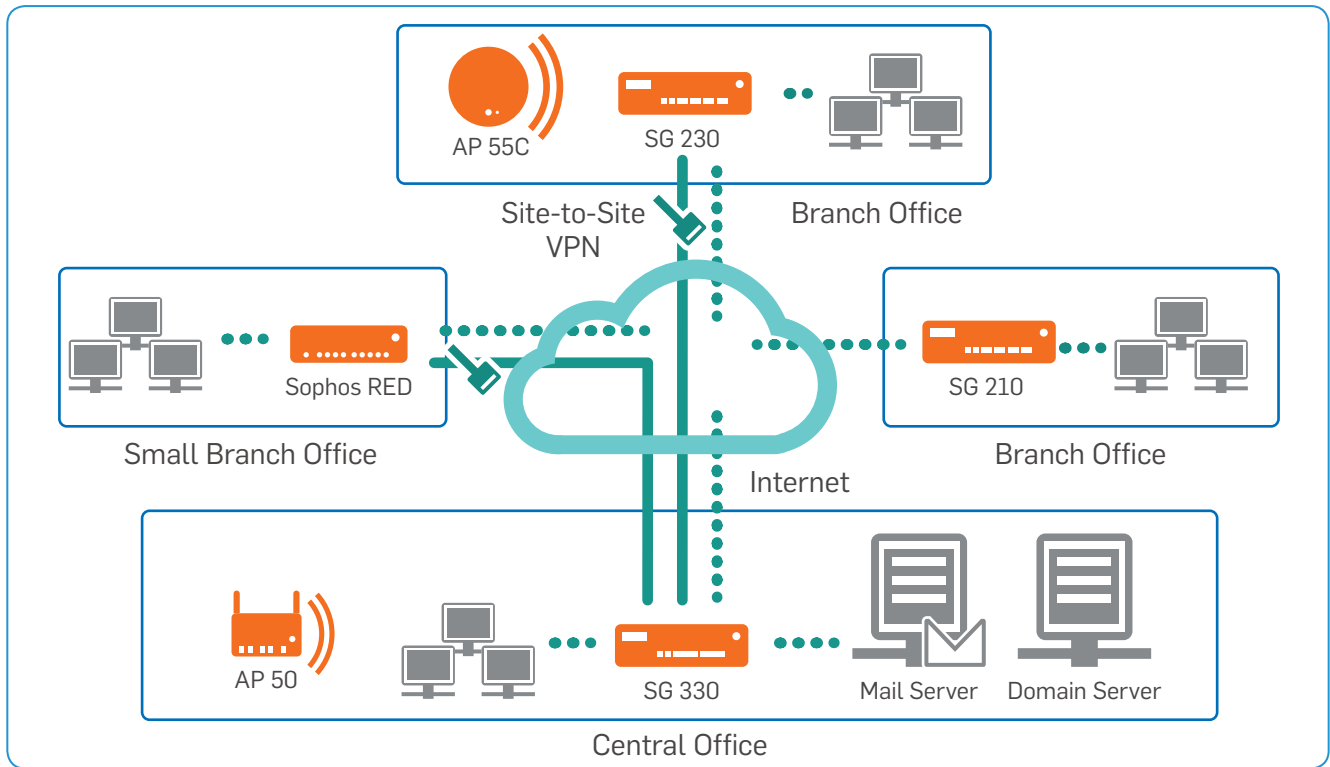 AP 55C
SG 230
Site-to-Site
VPN
Branch Office
Sophos RED
Small Branch Office
SG 210
Branch Office
Internet
AP 50
SG 330
Mail Server
Domain Server
Central Office